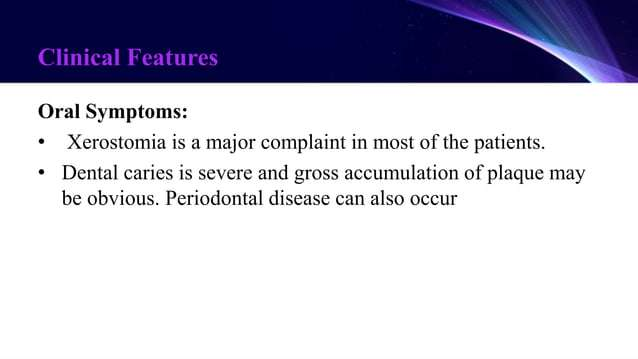 Clinical Features
Oral Symptoms:
• Xerostomia is a major complaint in most of the patients.
• Dental caries is severe and gross accumulation of plaque may
be obvious. Periodontal disease can also occur